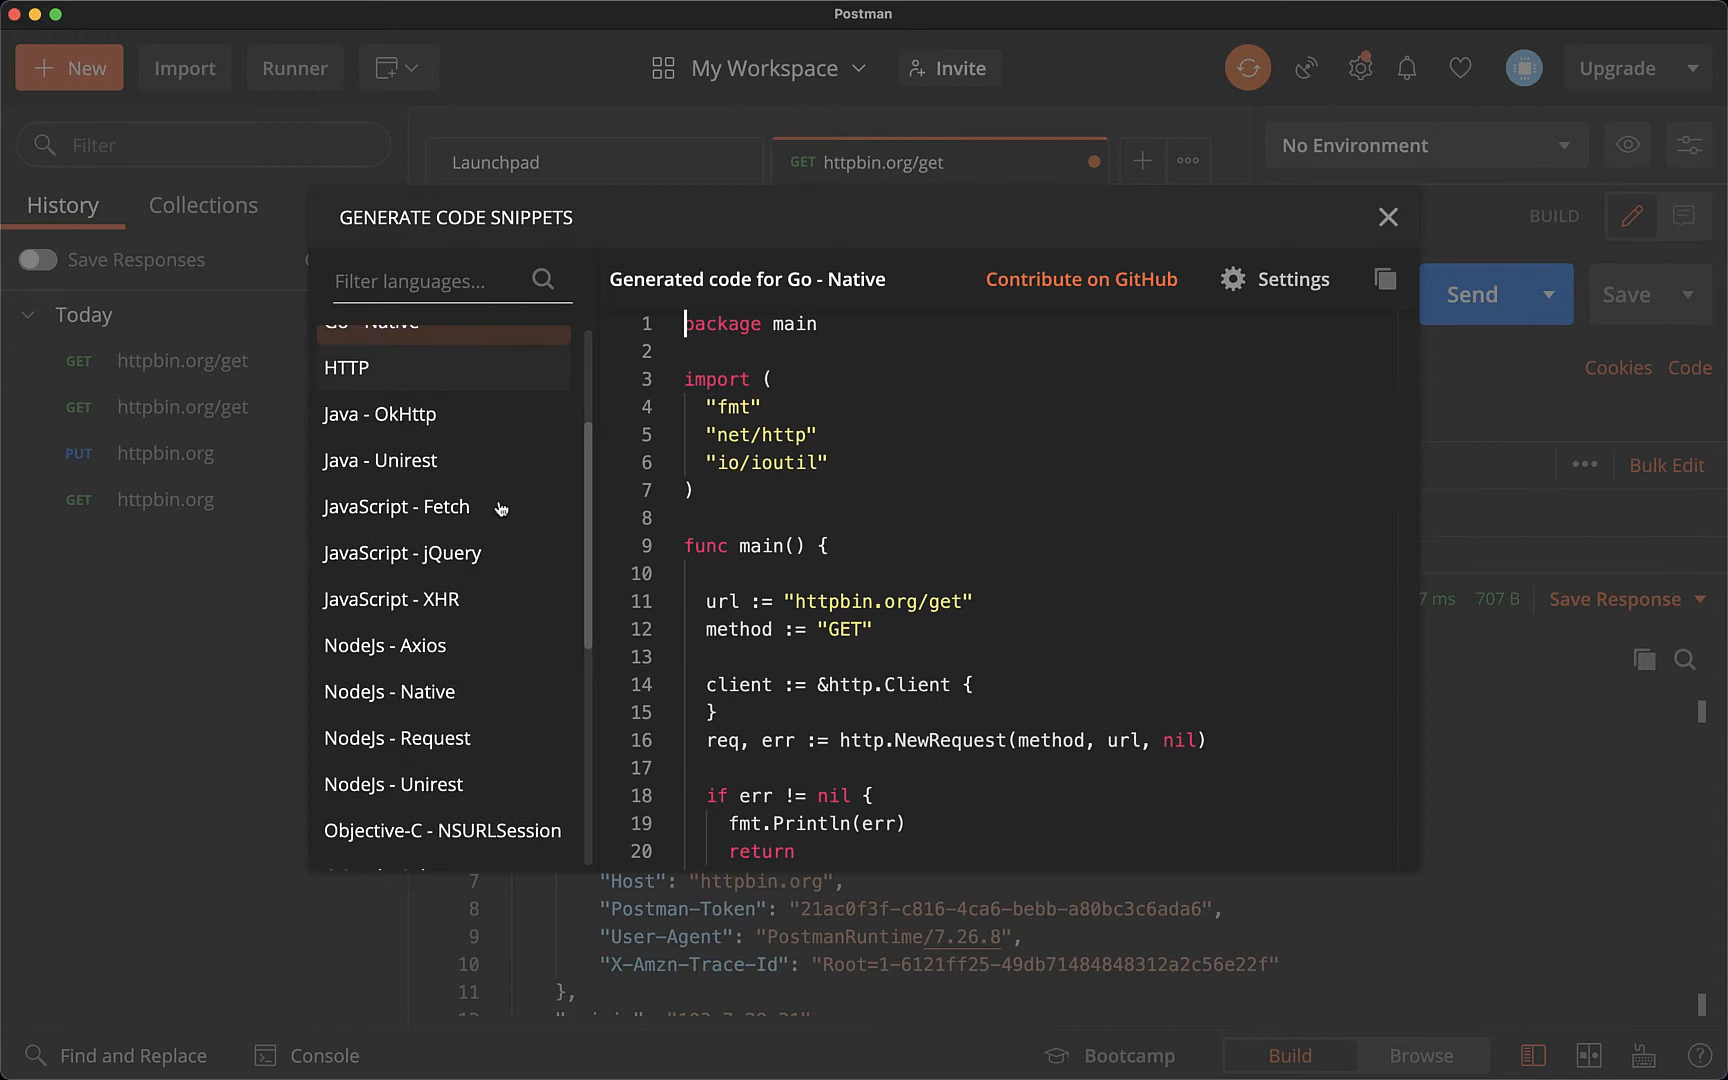 Postman
New
Import
Runner
My Workspace
Invite
Upgrade
Filter
Launchpad
GET httpbin.org/get
No Environment
History
Collections
BUILD
Save Responses
GENERATE CODE SNIPPETS
Filter languages...
Generated code for Go - Native
Contribute on GitHub
Settings
Send
Save
Today
GET httpbin.org/get
GET httpbin.org/get
PUT httpbin.org
GET httpbin.org
Cookies
Code
Bulk Edit
Go - Native
HTTP
Java - OkHttp
Java - Unirest
JavaScript - Fetch
JavaScript - jQuery
JavaScript - XHR
NodeJs - Axios
NodeJs - Native
NodeJs - Request
NodeJs - Unirest
Objective-C - NSURLSession
1 package main
2
3 import (
4 "fmt"
5 "net/http"
6 "io/ioutil"
7 )
8
9 func main() {
10
11 url := "httpbin.org/get"
12 method := "GET"
13
14 client := &http.Client {
15 }
16 req, err := http.NewRequest(method, url, nil)
17
18 if err != nil {
19 fmt.Println(err)
20 return
7 ms
707 B
Save Response
7 "Host": "httpbin.org",
8 "Postman-Token": "21ac0f3f-c816-4ca6-bebb-a80bc3c6ada6",
9 "User-Agent": "PostmanRuntime/7.26.8",
10 "X-Amzn-Trace-Id": "Root=1-6121ff25-49db71484848312a2c56e22f"
11 },
Find and Replace
Console
Bootcamp
Build
Browse